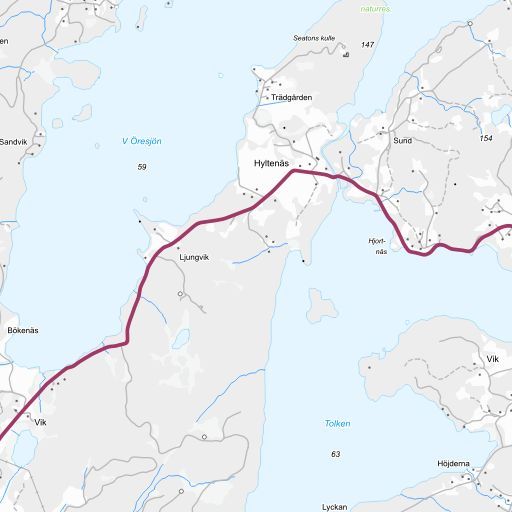 naturres.
Seatons kulle
147
Trädgården
V Öresjön
Sandvik
Sund
154
59
Hyltenäs
Hjort-
näs
Ljungvik
Bökenäs
Vik
Vik
Tolken
63
Höjderna
Lyckan